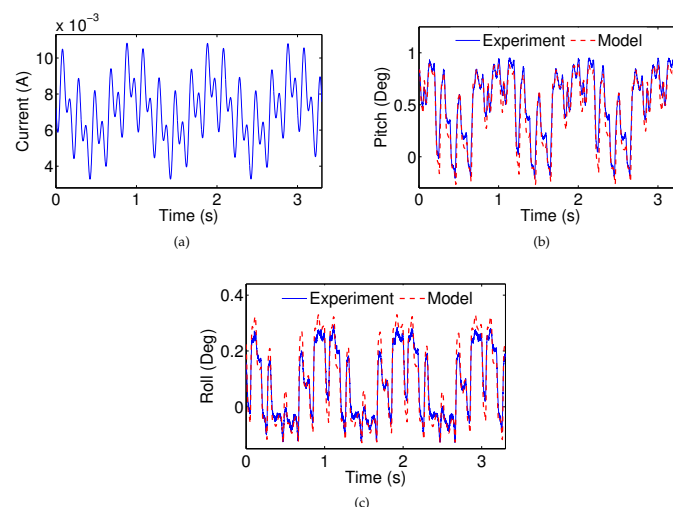 x 10⁻³
10
8
6
4
Current (A)
0 1 2 3
Time (s)
(a)
Experiment Model
1
0.5
0
Pitch (Deg)
0 1 2 3
Time (s)
(b)
Experiment Model
0.4
0.2
0
Roll (Deg)
0 1 2 3
Time (s)
(c)